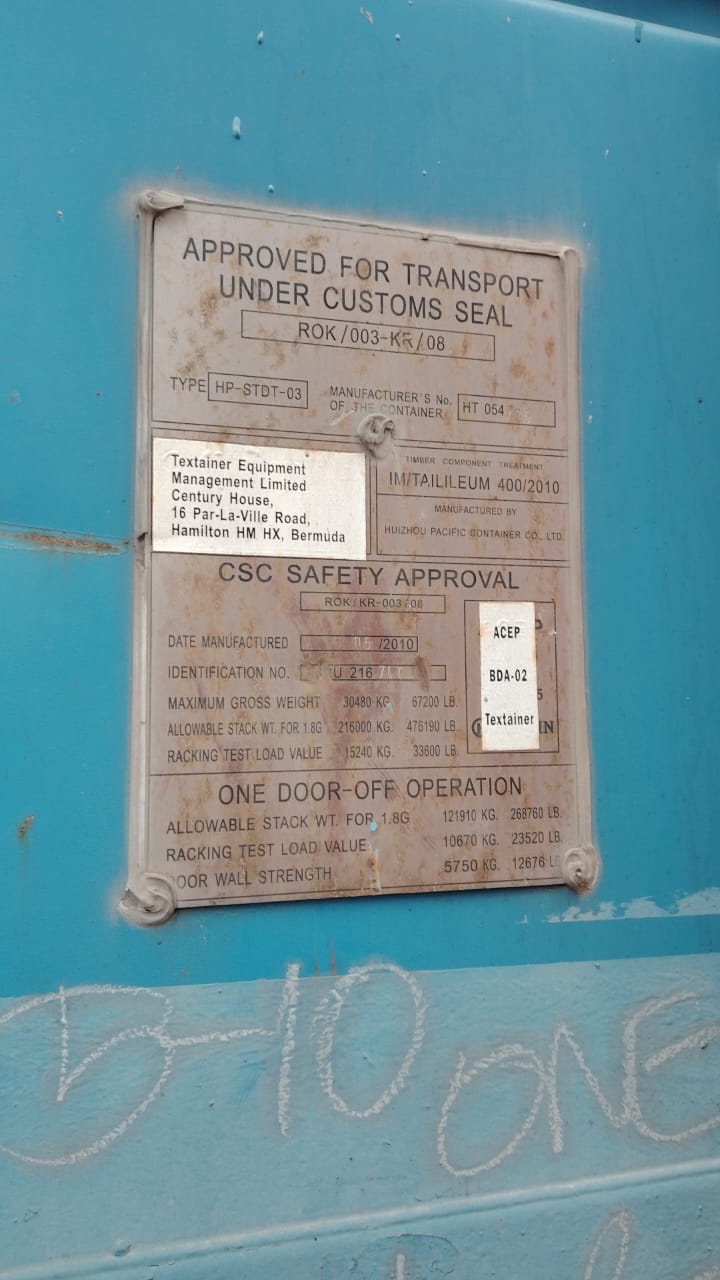 APPROVED FOR TRANSPORT
UNDER CUSTOMS SEAL
ROK/003-KR/08
TYPE HP-STDT-03
MANUFACTURER'S No.
OF THE CONTAINER
HT 054
Textainer Equipment
Management Limited
Century House,
16 Par-La-Ville Road,
Hamilton HM HX, Bermuda
TIMBER COMPONENT TREATMENT
IM/TAILILEUM 400/2010
MANUFACTURED BY
HUIZHOU PACIFIC CONTAINER CO., LTD.
CSC SAFETY APPROVAL
ROK/KR-003/08
DATE MANUFACTURED /2010
IDENTIFICATION NO. U 216
MAXIMUM GROSS WEIGHT 30480 KG. 67200 LB.
ALLOWABLE STACK WT. FOR 1.8G 216000 KG. 476190 LB.
RACKING TEST LOAD VALUE 15240 KG. 33600 LB.
ACEP
BDA-02
Textainer
ONE DOOR-OFF OPERATION
ALLOWABLE STACK WT. FOR 1.8G 121910 KG. 268760 LB.
RACKING TEST LOAD VALUE 10670 KG. 23520 LB.
DOOR WALL STRENGTH 5750 KG. 12676 LB
B-10 ONE